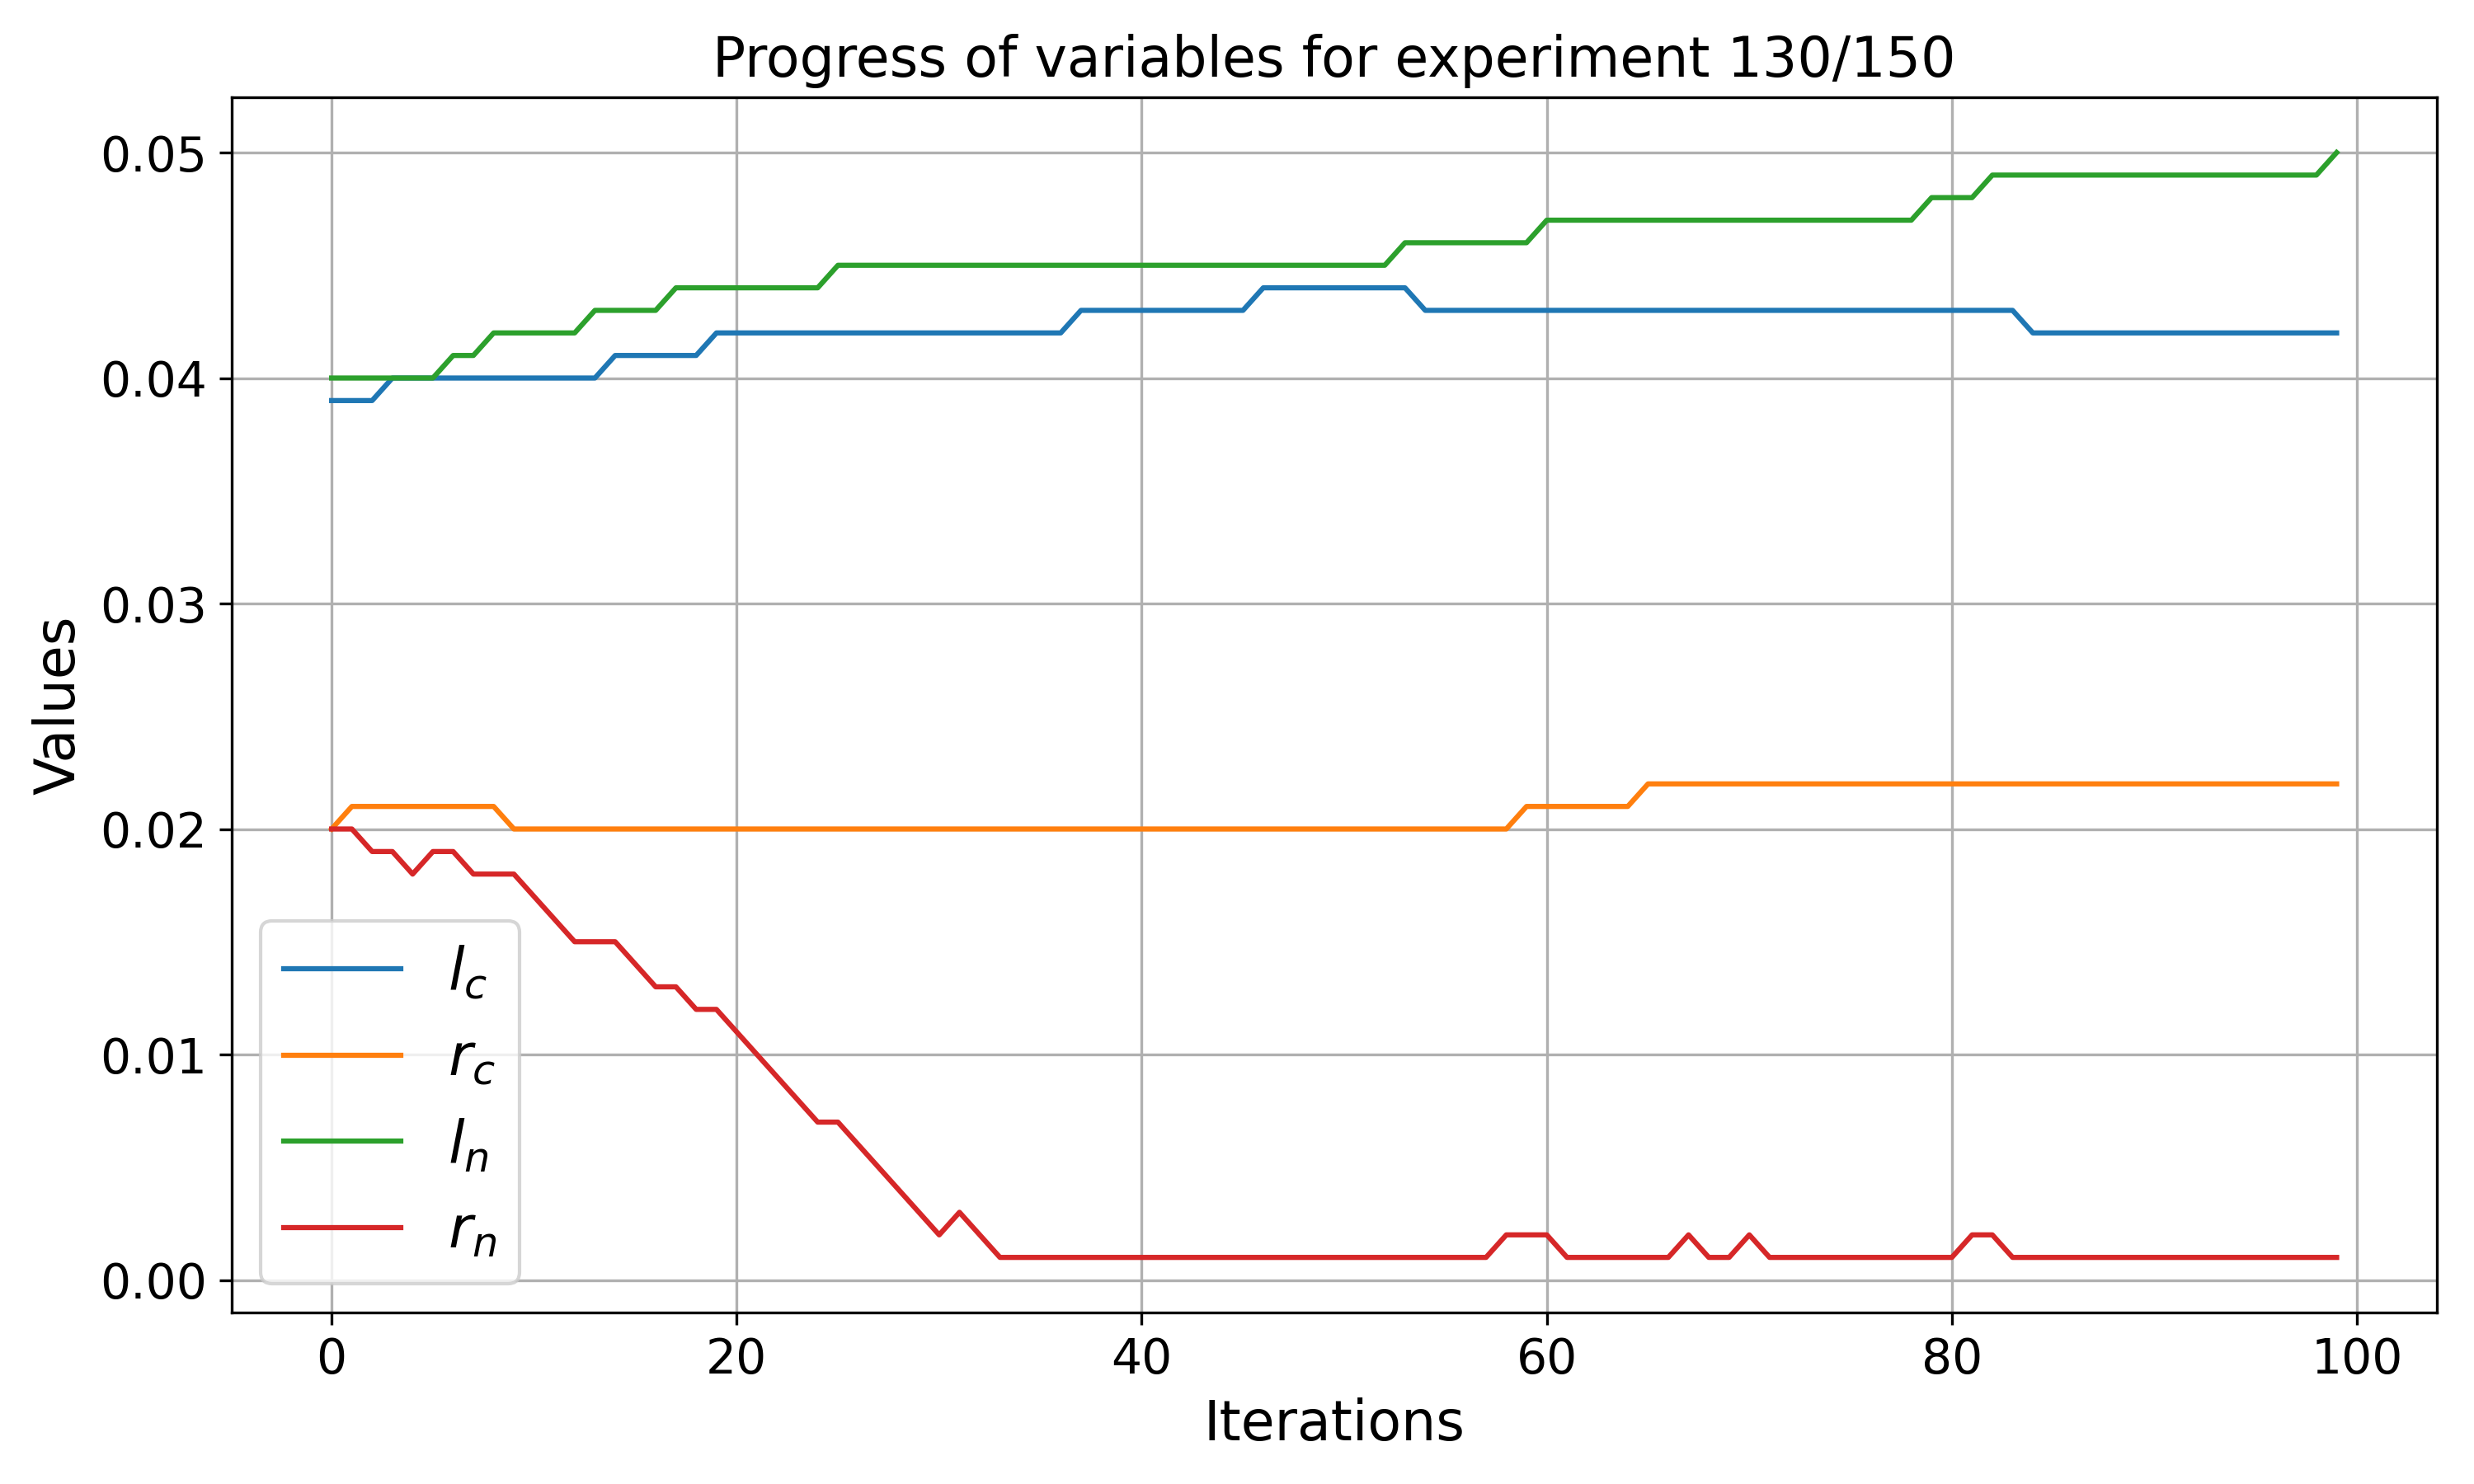 Progress of variables for experiment 130/150
Values
0.05
0.04
0.03
0.02
0.01
0.00
l_c
r_c
l_n
r_n
0 20 40 60 80 100
Iterations